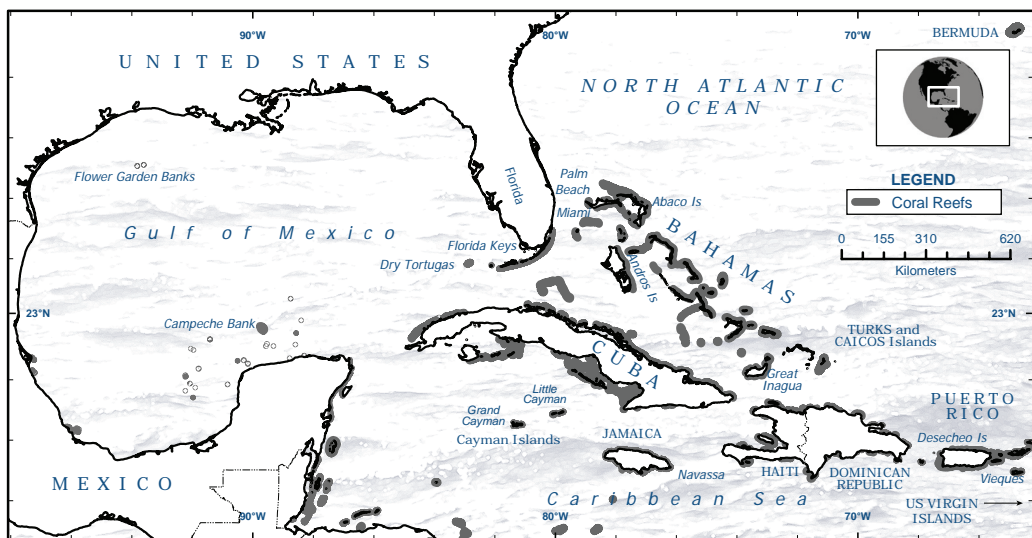 90°W
80°W
70°W
BERMUDA
UNITED STATES
NORTH ATLANTIC
OCEAN
Flower Garden Banks
Florida
Palm
Beach
Miami
Abaco Is
LEGEND
Coral Reefs
0 155 310 620
Kilometers
Gulf of Mexico
Florida Keys
Dry Tortugas
BAHAMAS
Andros Is
23°N
23°N
Campeche Bank
TURKS and
CAICOS Islands
CUBA
Great
Inagua
Little
Cayman
Grand
Cayman
Cayman Islands
PUERTO
RICO
JAMAICA
Desecheo Is
Navassa
HAITI
DOMINICAN
REPUBLIC
Vieques
MEXICO
Caribbean Sea
US VIRGIN
ISLANDS
90°W
80°W
70°W